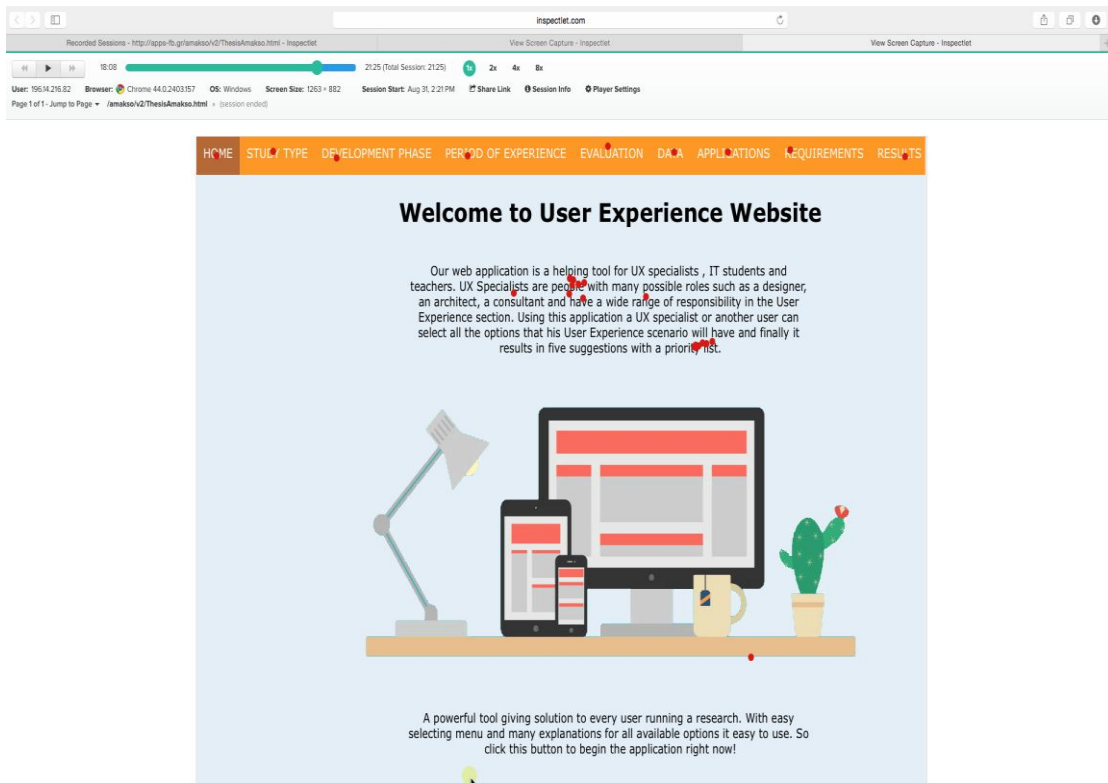 inspectlet.com
Recorded Sessions - http://apps-fb.gr/amakso/v2/ThesisAmakso.html - Inspectlet
View Screen Capture - Inspectlet
View Screen Capture - Inspectlet
18:08
21:25 (Total Session: 21:25)
1x 2x 4x 8x
User: 196.14.216.82 Browser: Chrome 44.0.2403.157 OS: Windows Screen Size: 1263 × 882 Session Start: Aug 31, 2:21 PM Share Link Session Info Player Settings
Page 1 of 1 - Jump to Page /amakso/v2/ThesisAmakso.html » (session ended)
HOME STUDY TYPE DEVELOPMENT PHASE PERIOD OF EXPERIENCE EVALUATION DATA APPLICATIONS REQUIREMENTS RESULTS
Welcome to User Experience Website
Our web application is a helping tool for UX specialists , IT students and
teachers. UX Specialists are people with many possible roles such as a designer,
an architect, a consultant and have a wide range of responsibility in the User
Experience section. Using this application a UX specialist or another user can
select all the options that his User Experience scenario will have and finally it
results in five suggestions with a priority list.
A powerful tool giving solution to every user running a research. With easy
selecting menu and many explanations for all available options it easy to use. So
click this button to begin the application right now!